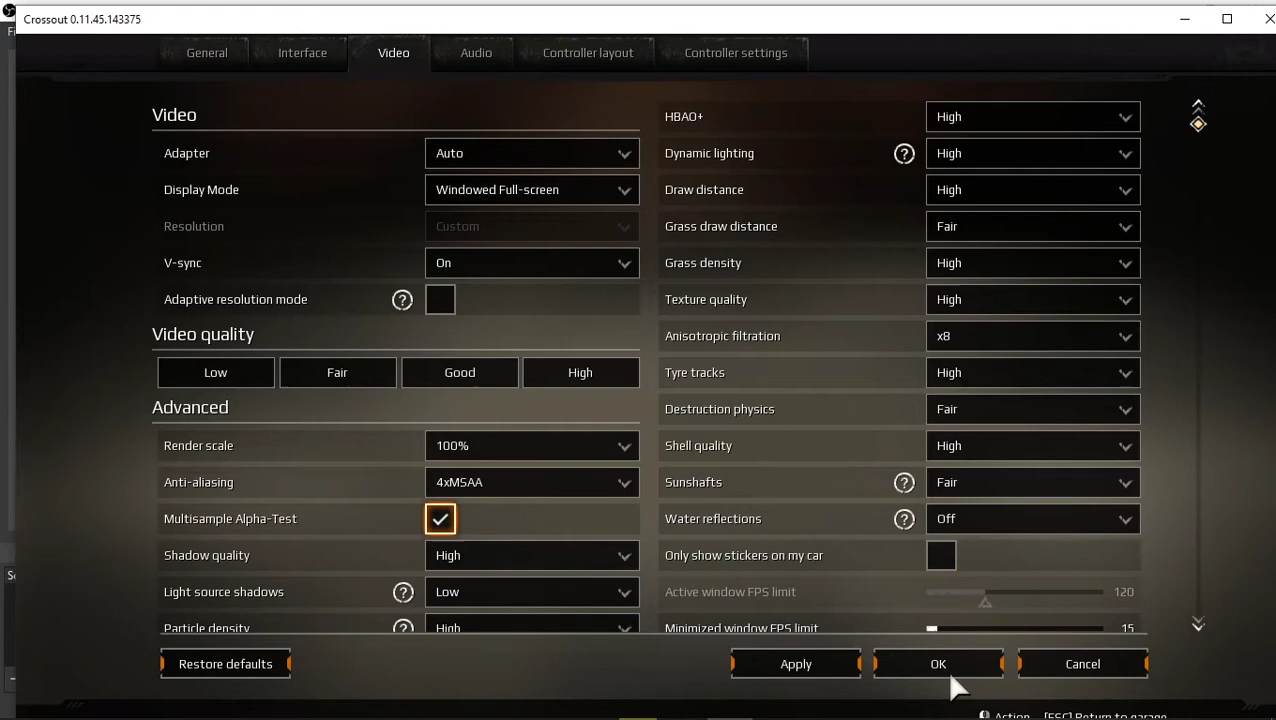 Crossout 0.11.45.143375
General
Interface
Video
Audio
Controller layout
Controller settings
Video
Adapter
Auto
Display Mode
Windowed Full-screen
Resolution
Custom
V-sync
On
Adaptive resolution mode
?
Video quality
Low
Fair
Good
High
Advanced
Render scale
100%
Anti-aliasing
4xMSAA
Multisample Alpha-Test
Shadow quality
High
Light source shadows
?
Low
Particle density
?
High
HBAO+
High
Dynamic lighting
?
High
Draw distance
High
Grass draw distance
Fair
Grass density
High
Texture quality
High
Anisotropic filtration
x8
Tyre tracks
High
Destruction physics
Fair
Shell quality
High
Sunshafts
?
Fair
Water reflections
?
Off
Only show stickers on my car
Active window FPS limit
120
Minimized window FPS limit
15
Restore defaults
Apply
OK
Cancel
Action
[ESC] Return to garage